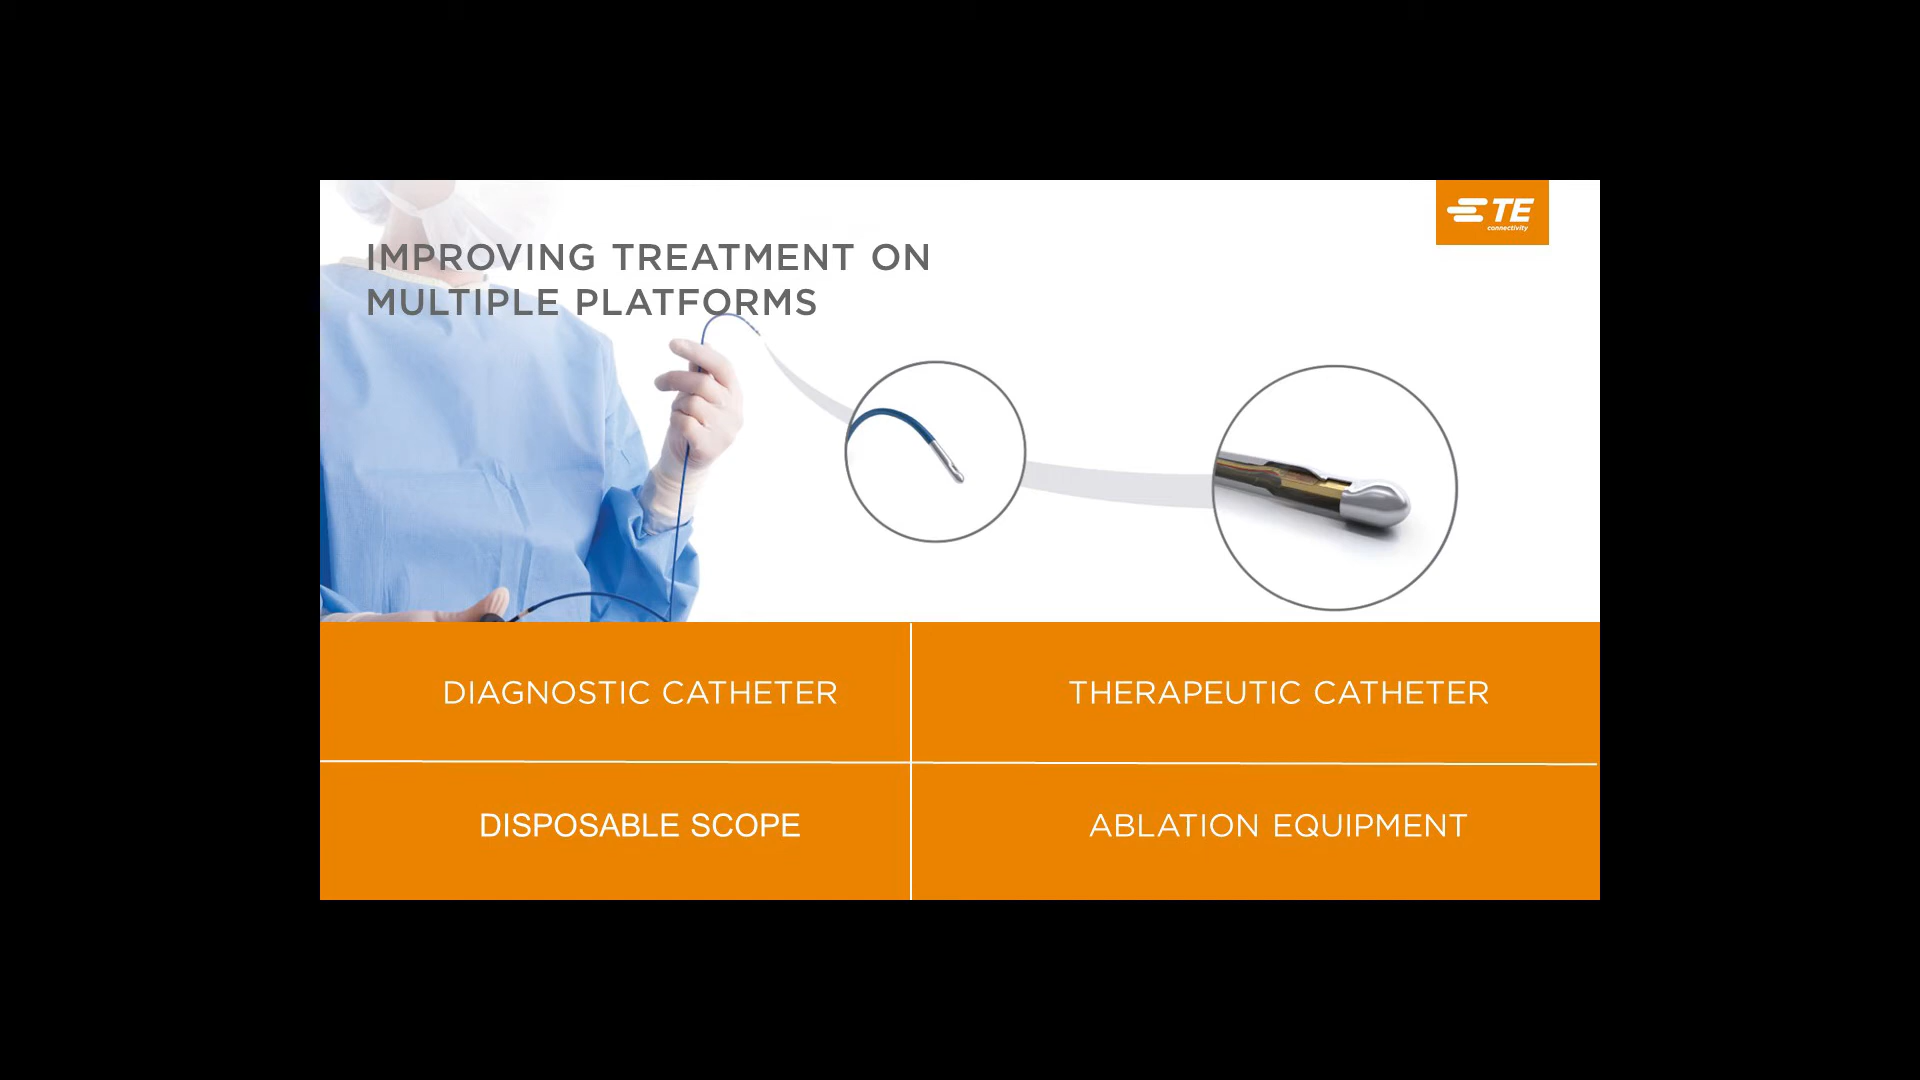 TE
connectivity
IMPROVING TREATMENT ON
MULTIPLE PLATFORMS
DIAGNOSTIC CATHETER
THERAPEUTIC CATHETER
DISPOSABLE SCOPE
ABLATION EQUIPMENT